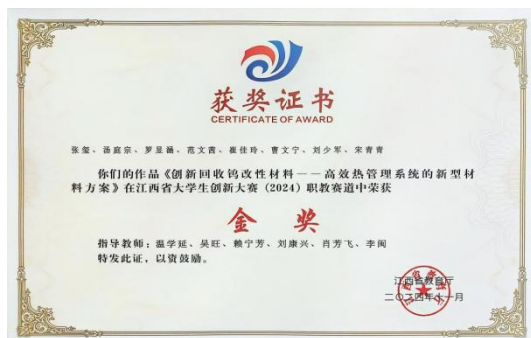 获奖证书
CERTIFICATE OF AWARD
张玺、汤庭宗、罗显涵、范文茜、崔佳玲、曹文宁、刘少军、宋青青
你们的作品《创新回收钨改性材料——高效热管理系统的新型材
料方案》在江西省大学生创新大赛（2024）职教赛道中荣获
金奖
指导教师：温学延、吴旺、赖宁芳、刘康兴、肖芳飞、李闽
特发此证，以资鼓励。
江西省教育厅
二〇二四年十一月